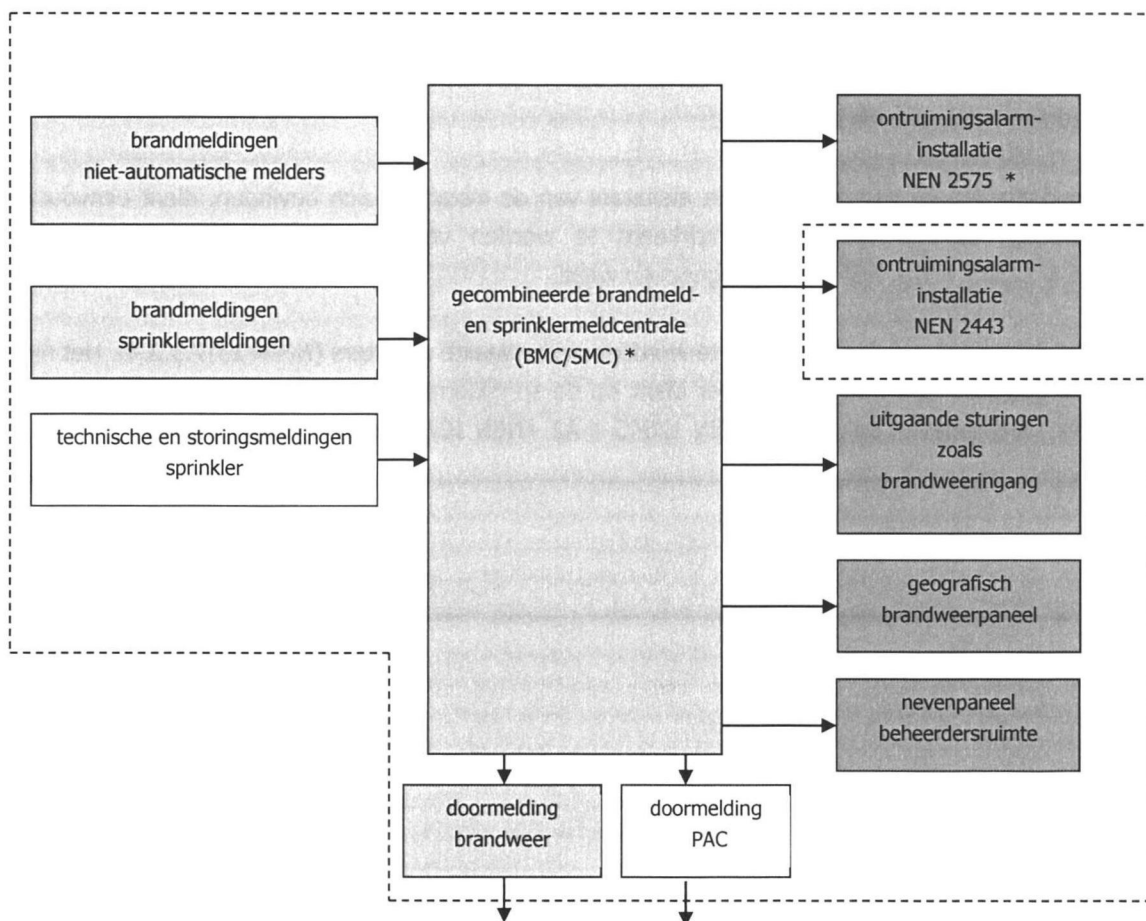 brandmeldingen
niet-automatische melders
brandmeldingen
sprinklermeldingen
technische en storingsmeldingen
sprinkler
gecombineerde brandmeld-
en sprinklermeldcentrale
(BMC/SMC) *
ontruimingsalarm-
installatie
NEN 2575 *
ontruimingsalarm-
installatie
NEN 2443
uitgaande sturingen
zoals
brandweeringang
geografisch
brandweerpaneel
nevenpaneel
beheerdersruimte
doormelding
brandweer
doormelding
PAC